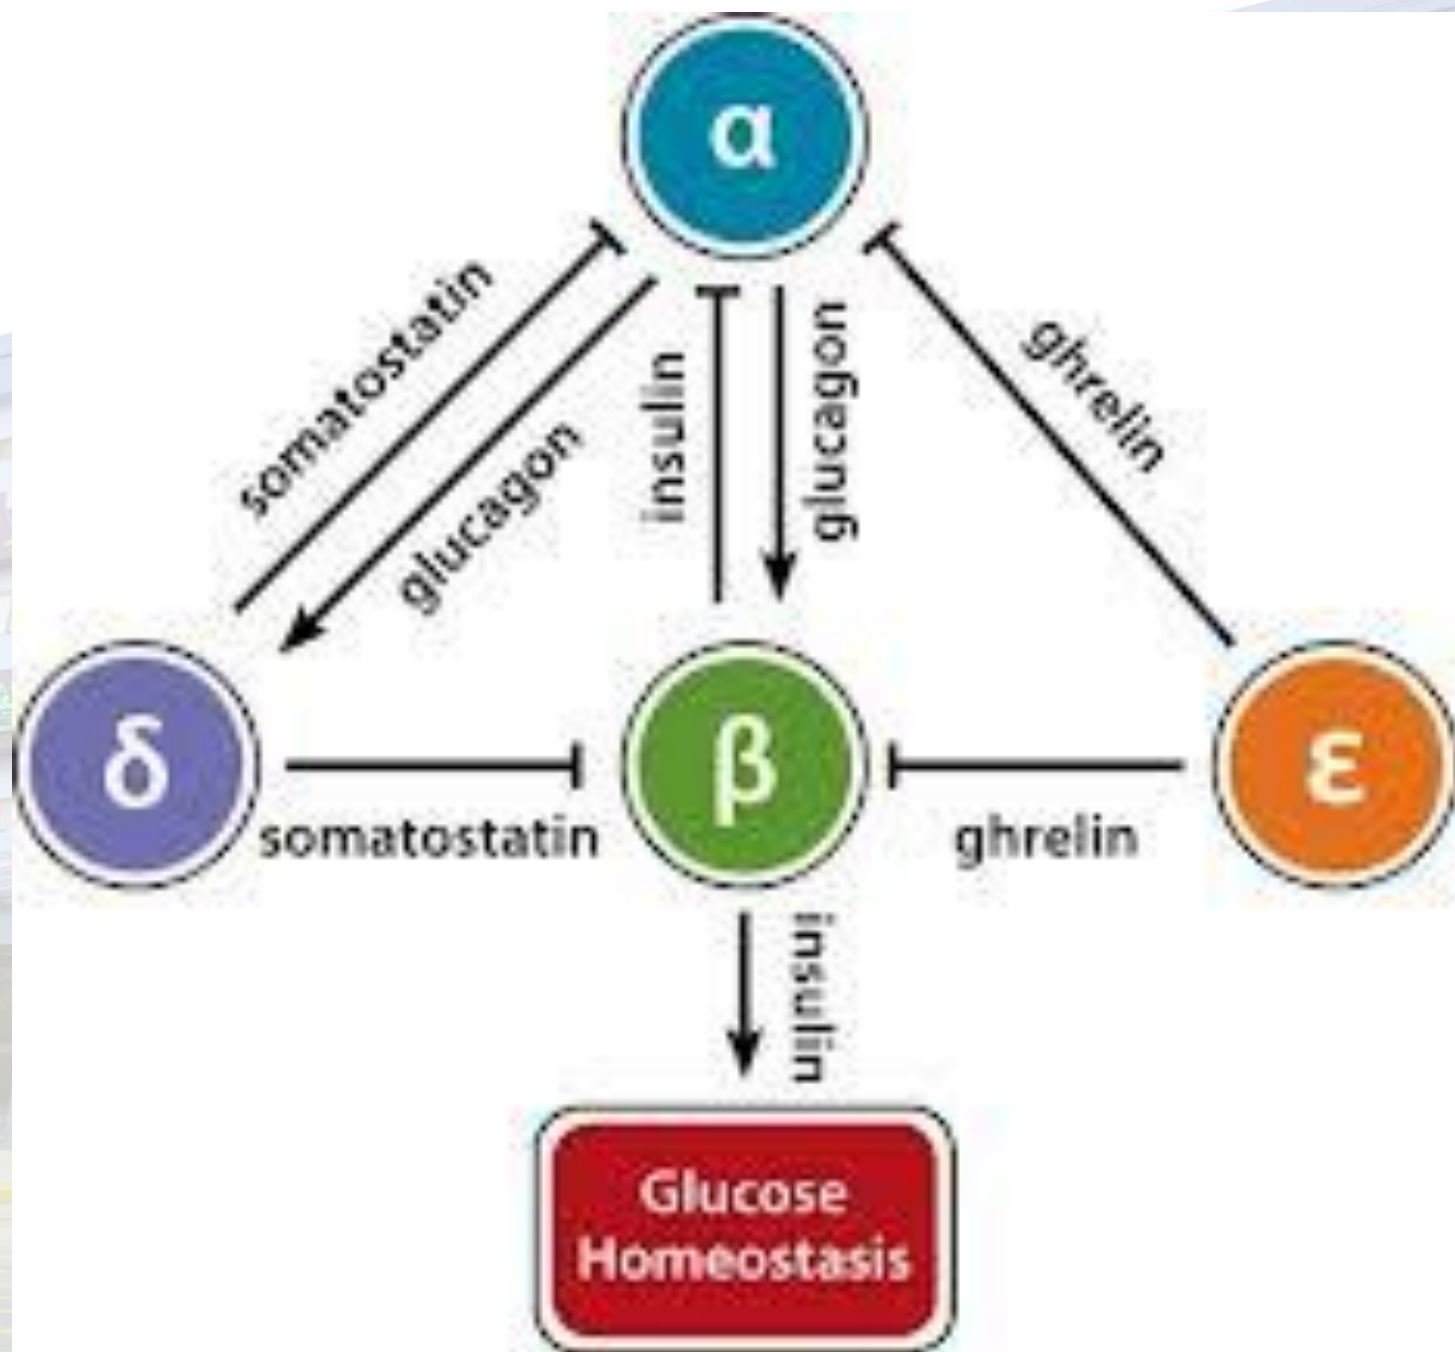 α
somatostatin
glucagon
insulin
glucagon
ghrelin
δ
β
ε
somatostatin
ghrelin
insulin
Glucose
Homeostasis